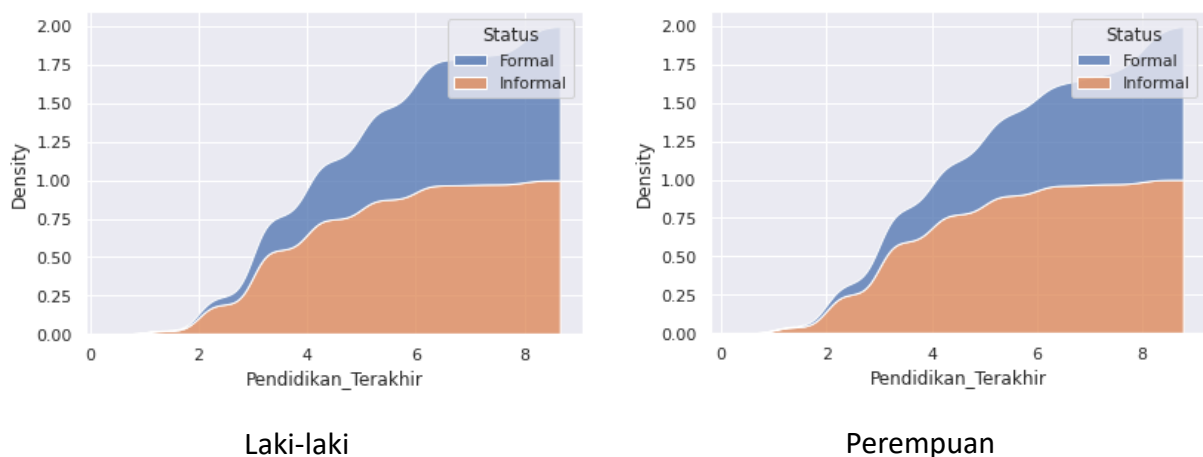 2.00
1.75
1.50
1.25
1.00
0.75
0.50
0.25
0.00
Density
Status
Formal
Informal
0 2 4 6 8
Pendidikan_Terakhir
Laki-laki
2.00
1.75
1.50
1.25
1.00
0.75
0.50
0.25
0.00
Density
Status
Formal
Informal
0 2 4 6 8
Pendidikan_Terakhir
Perempuan